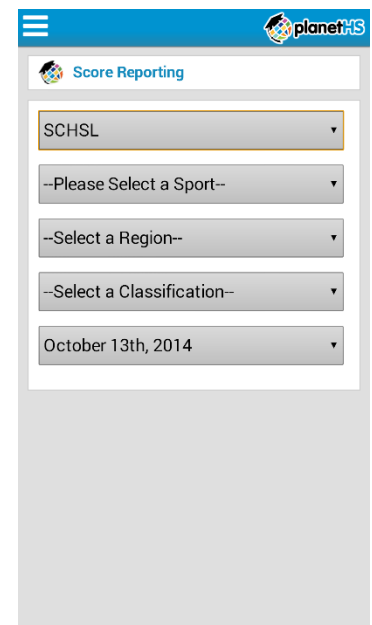 planetHS
Score Reporting
SCHSL
--Please Select a Sport--
--Select a Region--
--Select a Classification--
October 13th, 2014